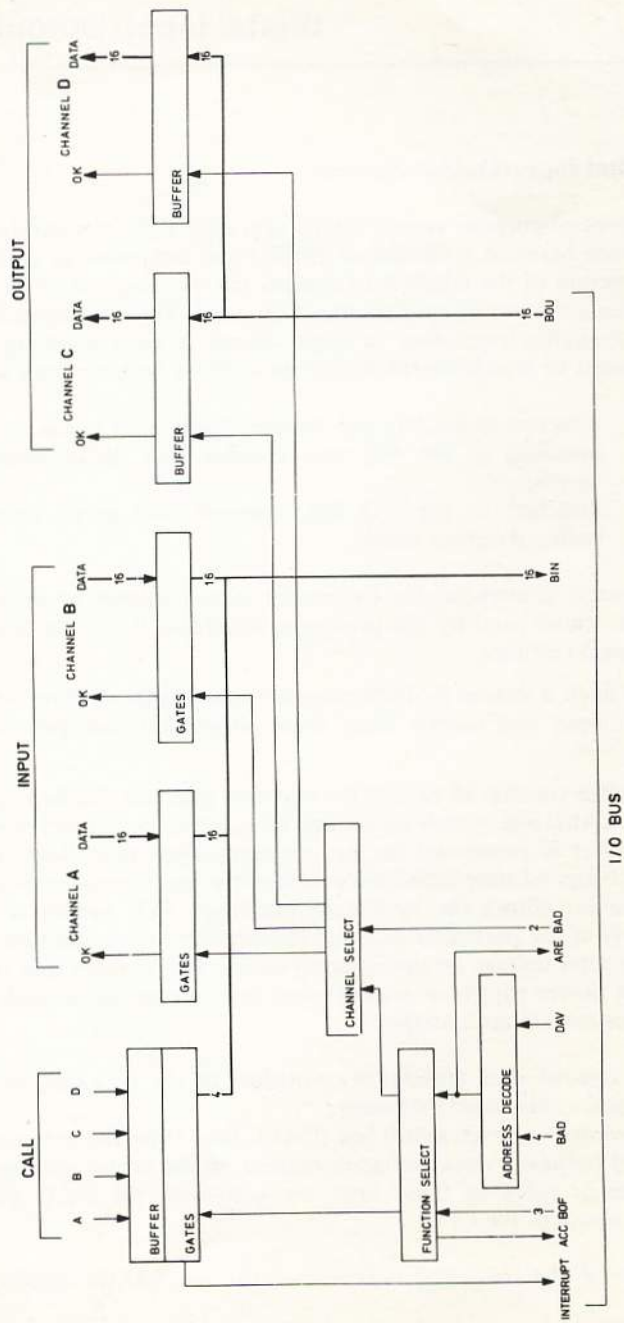 CALL
INPUT
OUTPUT
A
B
C
D
CHANNEL A
OK
DATA
CHANNEL B
OK
DATA
CHANNEL C
OK
DATA
CHANNEL D
OK
DATA
16
16
16
16
BUFFER
GATES
GATES
GATES
BUFFER
BUFFER
4
16
16
16
16
CHANNEL SELECT
FUNCTION SELECT
ADDRESS DECODE
3
4
2
16
16
INTERRUPT
ACC
BOF
BAD
DAV
ARE
BAD
BIN
BOU
I/O BUS